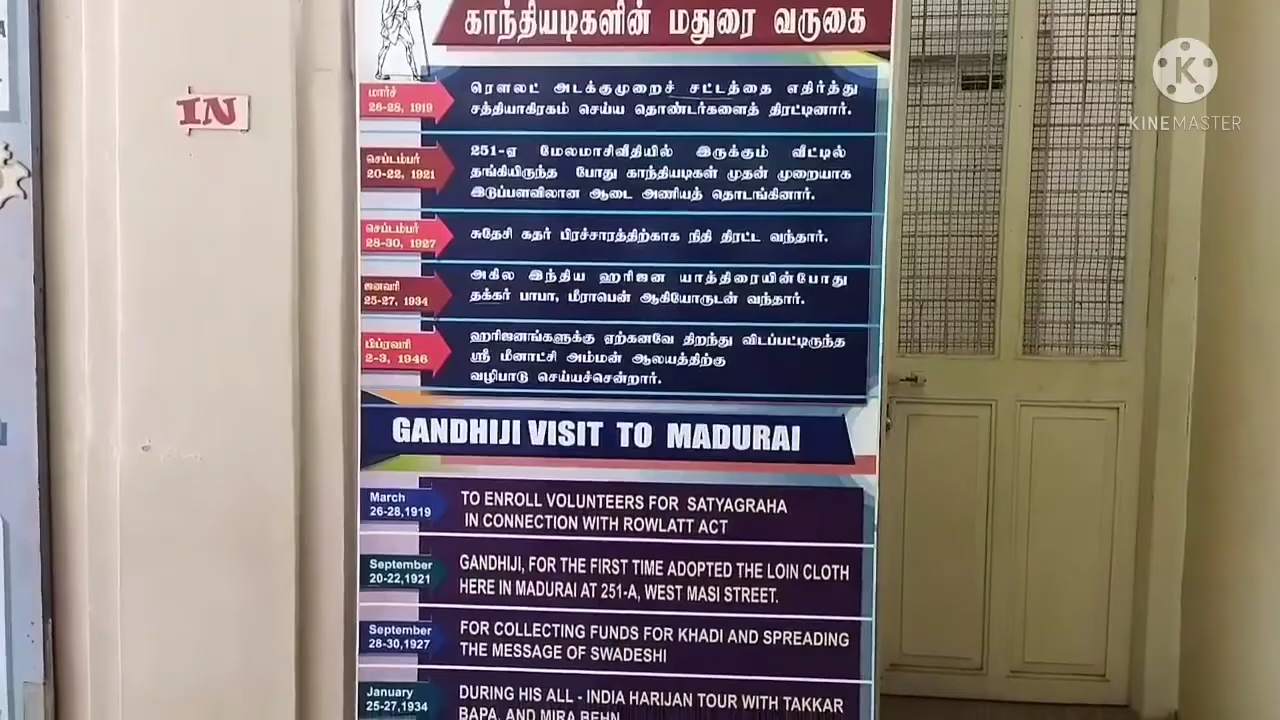 காந்தியடிகளின் மதுரை வருகை
IN
மார்ச்
26-28, 1919
ரௌலட் அடக்குமுறைச் சட்டத்தை எதிர்த்து
சத்தியாகிரகம் செய்ய தொண்டர்களைத் திரட்டினார்.
செப்டம்பர்
20-22, 1921
251-ஏ மேலமாசிவீதியில் இருக்கும் வீட்டில்
தங்கியிருந்த போது காந்தியடிகள் முதன் முறையாக
இடுப்பளவிலான ஆடை அணியத் தொடங்கினார்.
செப்டம்பர்
28-30, 1927
சுதேசி கதர் பிரச்சாரத்திற்காக நிதி திரட்ட வந்தார்.
ஜனவரி
25-27, 1934
அகில இந்திய ஹரிஜன யாத்திரையின்போது
தக்கர் பாபா, மீராபென் ஆகியோருடன் வந்தார்.
பிப்ரவரி
2-3, 1946
ஹரிஜனங்களுக்கு ஏற்கனவே திறந்து விடப்பட்டிருந்த
ஸ்ரீ மீனாட்சி அம்மன் ஆலயத்திற்கு
வழிபாடு செய்யச்சென்றார்.
GANDHIJI VISIT TO MADURAI
March
26-28,1919
TO ENROLL VOLUNTEERS FOR SATYAGRAHA
IN CONNECTION WITH ROWLATT ACT
September
20-22,1921
GANDHIJI, FOR THE FIRST TIME ADOPTED THE LOIN CLOTH
HERE IN MADURAI AT 251-A, WEST MASI STREET.
September
28-30,1927
FOR COLLECTING FUNDS FOR KHADI AND SPREADING
THE MESSAGE OF SWADESHI
January
25-27,1934
DURING HIS ALL - INDIA HARIJAN TOUR WITH TAKKAR
BAPA, AND MIRA BEHN
K
KINEMASTER